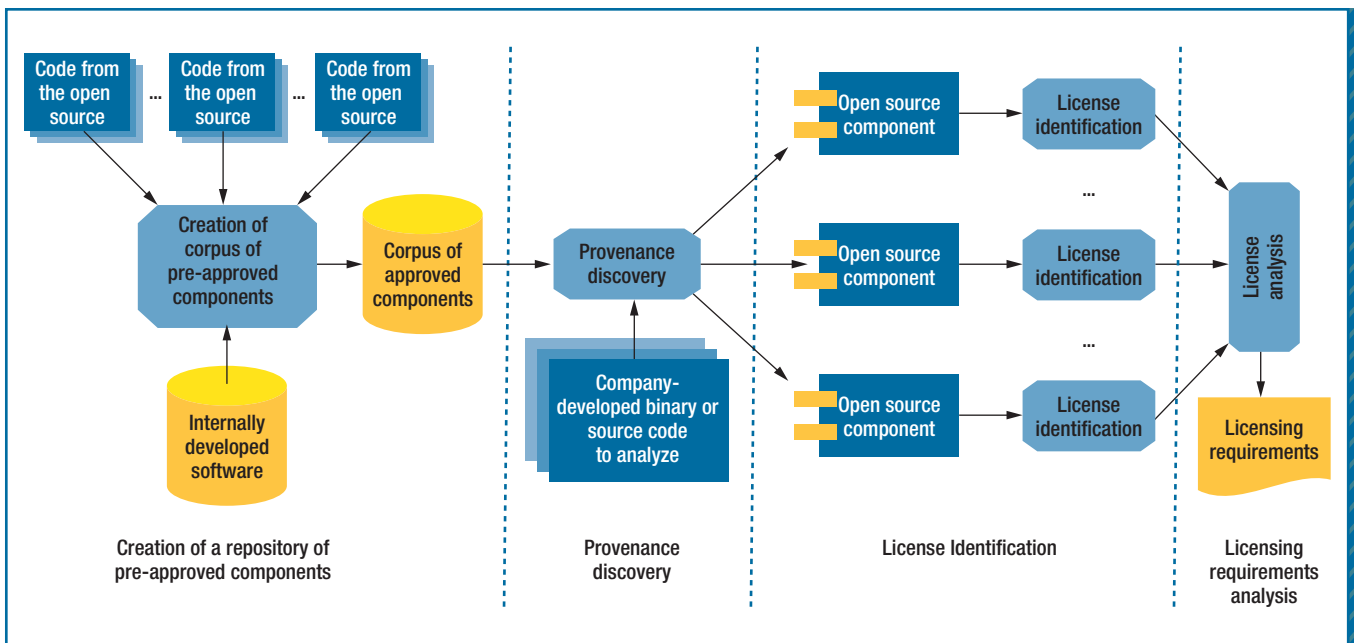 Code from
the open
source
...
Code from
the open
source
...
Code from
the open
source
Creation of
corpus of
pre-approved
components
Corpus of
approved
components
Internally
developed
software
Creation of a repository of
pre-approved components
Provenance
discovery
Company-
developed binary or
source code
to analyze
Provenance
discovery
Open source
component
License
identification
...
Open source
component
License
identification
...
Open source
component
License
identification
License Identification
License
analysis
Licensing
requirements
Licensing
requirements
analysis